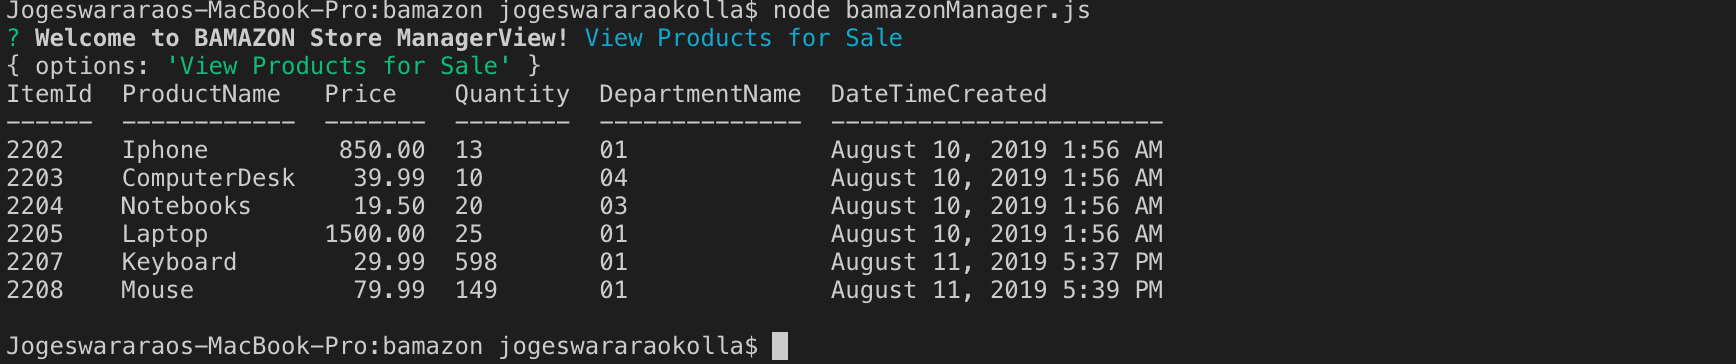 Jogeswararaos-MacBook-Pro:bamazon jogeswararaokolla$ node bamazonManager.js
? Welcome to BAMAZON Store ManagerView! View Products for Sale
{ options: 'View Products for Sale' }
ItemId  ProductName   Price    Quantity  DepartmentName  DateTimeCreated
------  ------------  -------  --------  --------------  -----------------------
2202    Iphone         850.00  13        01              August 10, 2019 1:56 AM
2203    ComputerDesk    39.99  10        04              August 10, 2019 1:56 AM
2204    Notebooks       19.50  20        03              August 10, 2019 1:56 AM
2205    Laptop        1500.00  25        01              August 10, 2019 1:56 AM
2207    Keyboard        29.99  598       01              August 11, 2019 5:37 PM
2208    Mouse           79.99  149       01              August 11, 2019 5:39 PM
Jogeswararaos-MacBook-Pro:bamazon jogeswararaokolla$